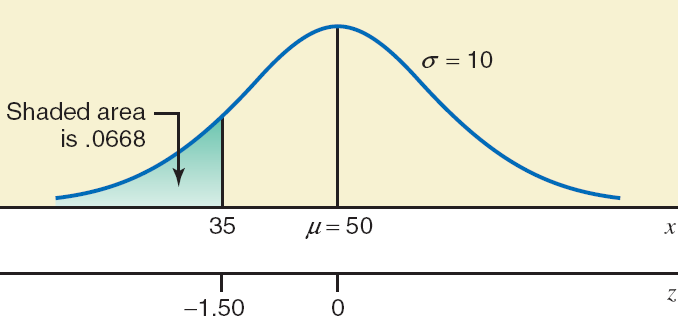 σ = 10
Shaded area
is .0668
35
μ = 50
x
−1.50
0
z